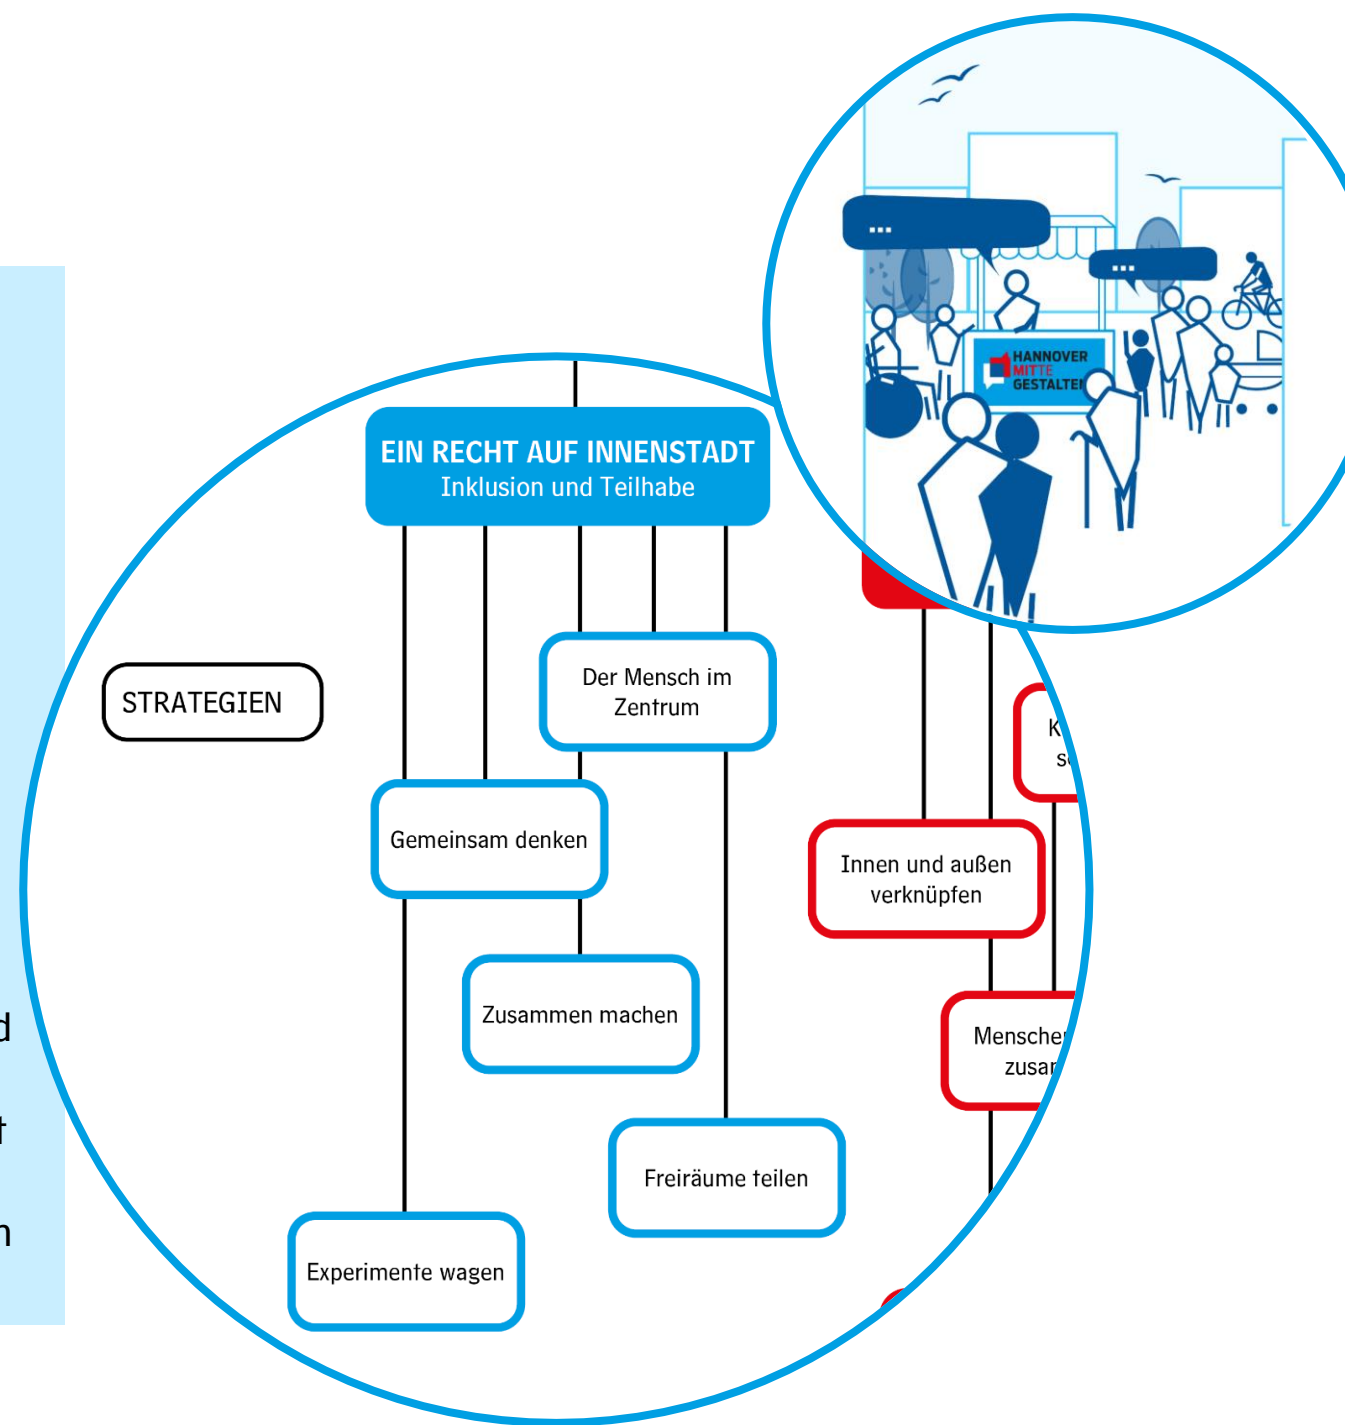 HANNOVER
MITTE
GESTALTEN
EIN RECHT AUF INNENSTADT
Inklusion und Teilhabe
STRATEGIEN
Der Mensch im
Zentrum
Gemeinsam denken
Innen und außen
verknüpfen
Zusammen machen
Freiräume teilen
Experimente wagen